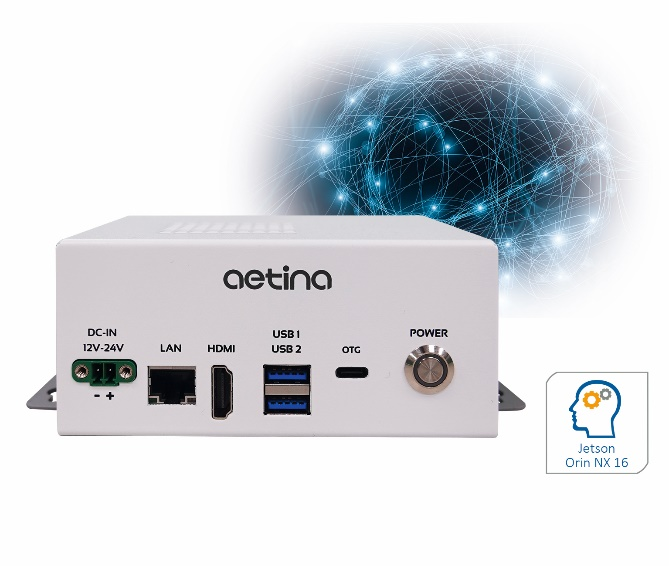 aetina
DC-IN
12V-24V
LAN
HDMI
USB 1
USB 2
OTG
POWER
- +
Jetson
Orin NX 16